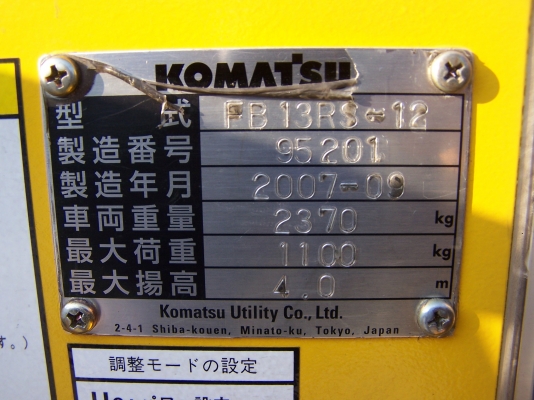 KOMATSU
型 式 FB13RS-12
製造番号 95201
製造年月 2007-09
車両重量 2370 kg
最大荷重 1100 kg
最大揚高 4.0 m
Komatsu Utility Co., Ltd.
2-4-1 Shiba-kouen, Minato-ku, Tokyo, Japan
す。)
調整モードの設定